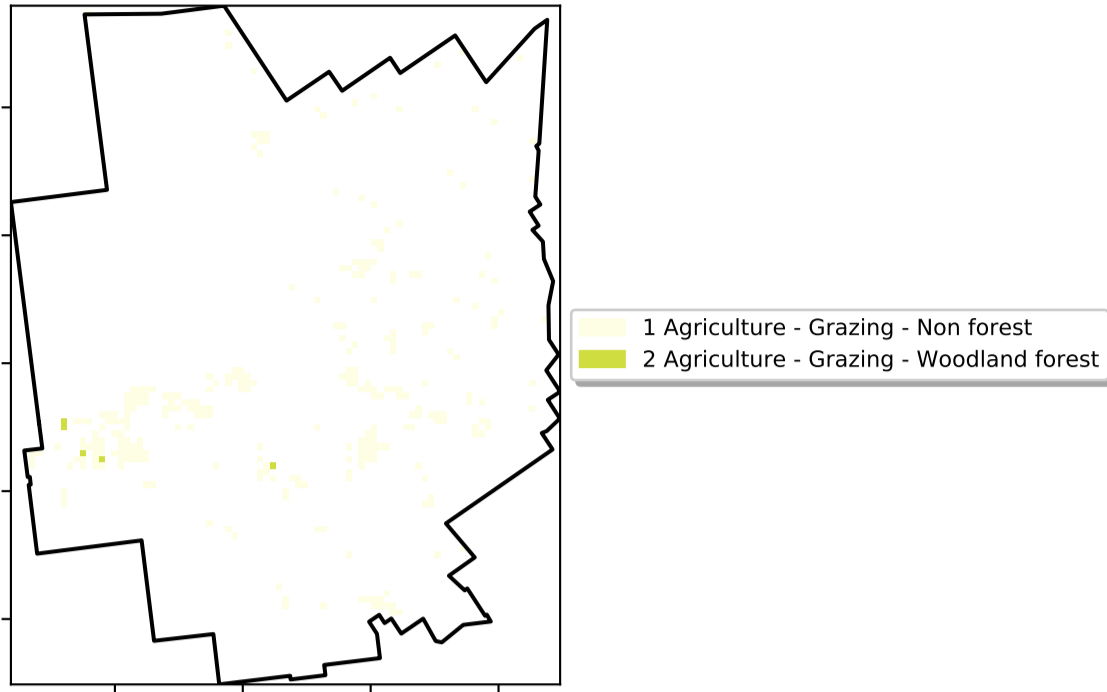 1 Agriculture - Grazing - Non forest
2 Agriculture - Grazing - Woodland forest